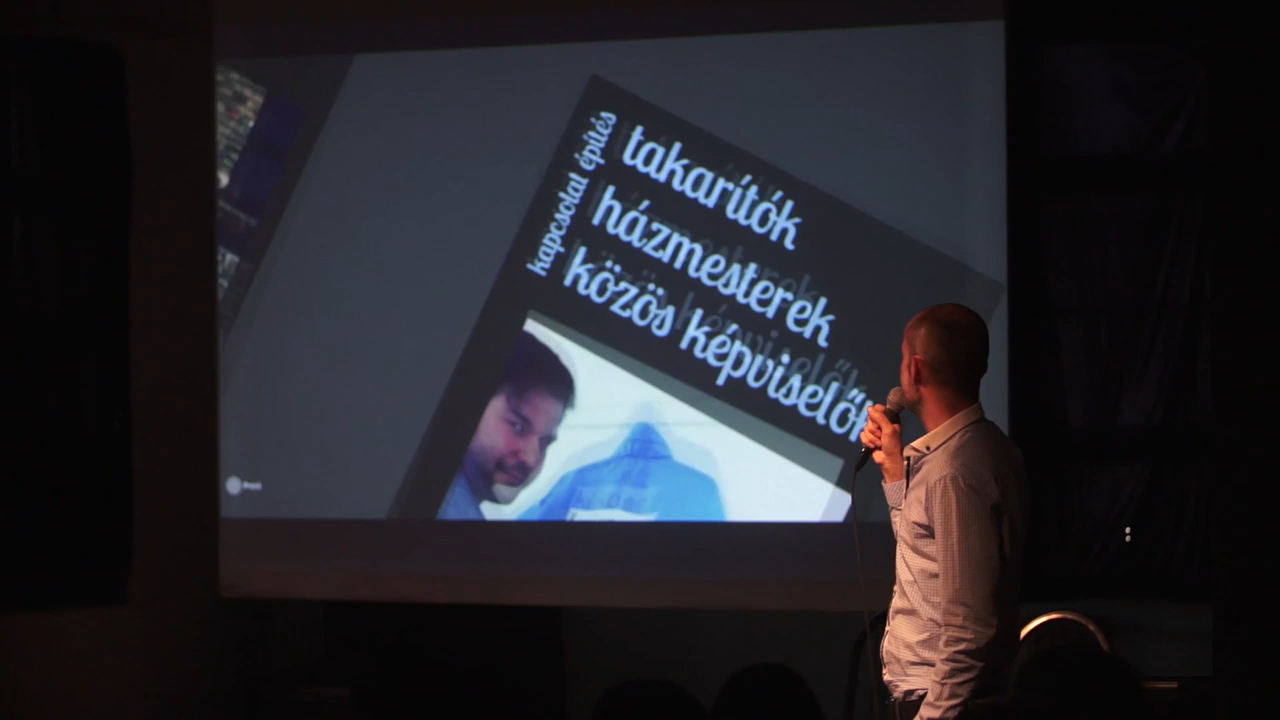 kapcsolat építés
takarítók
házmesterek
közös képviselők